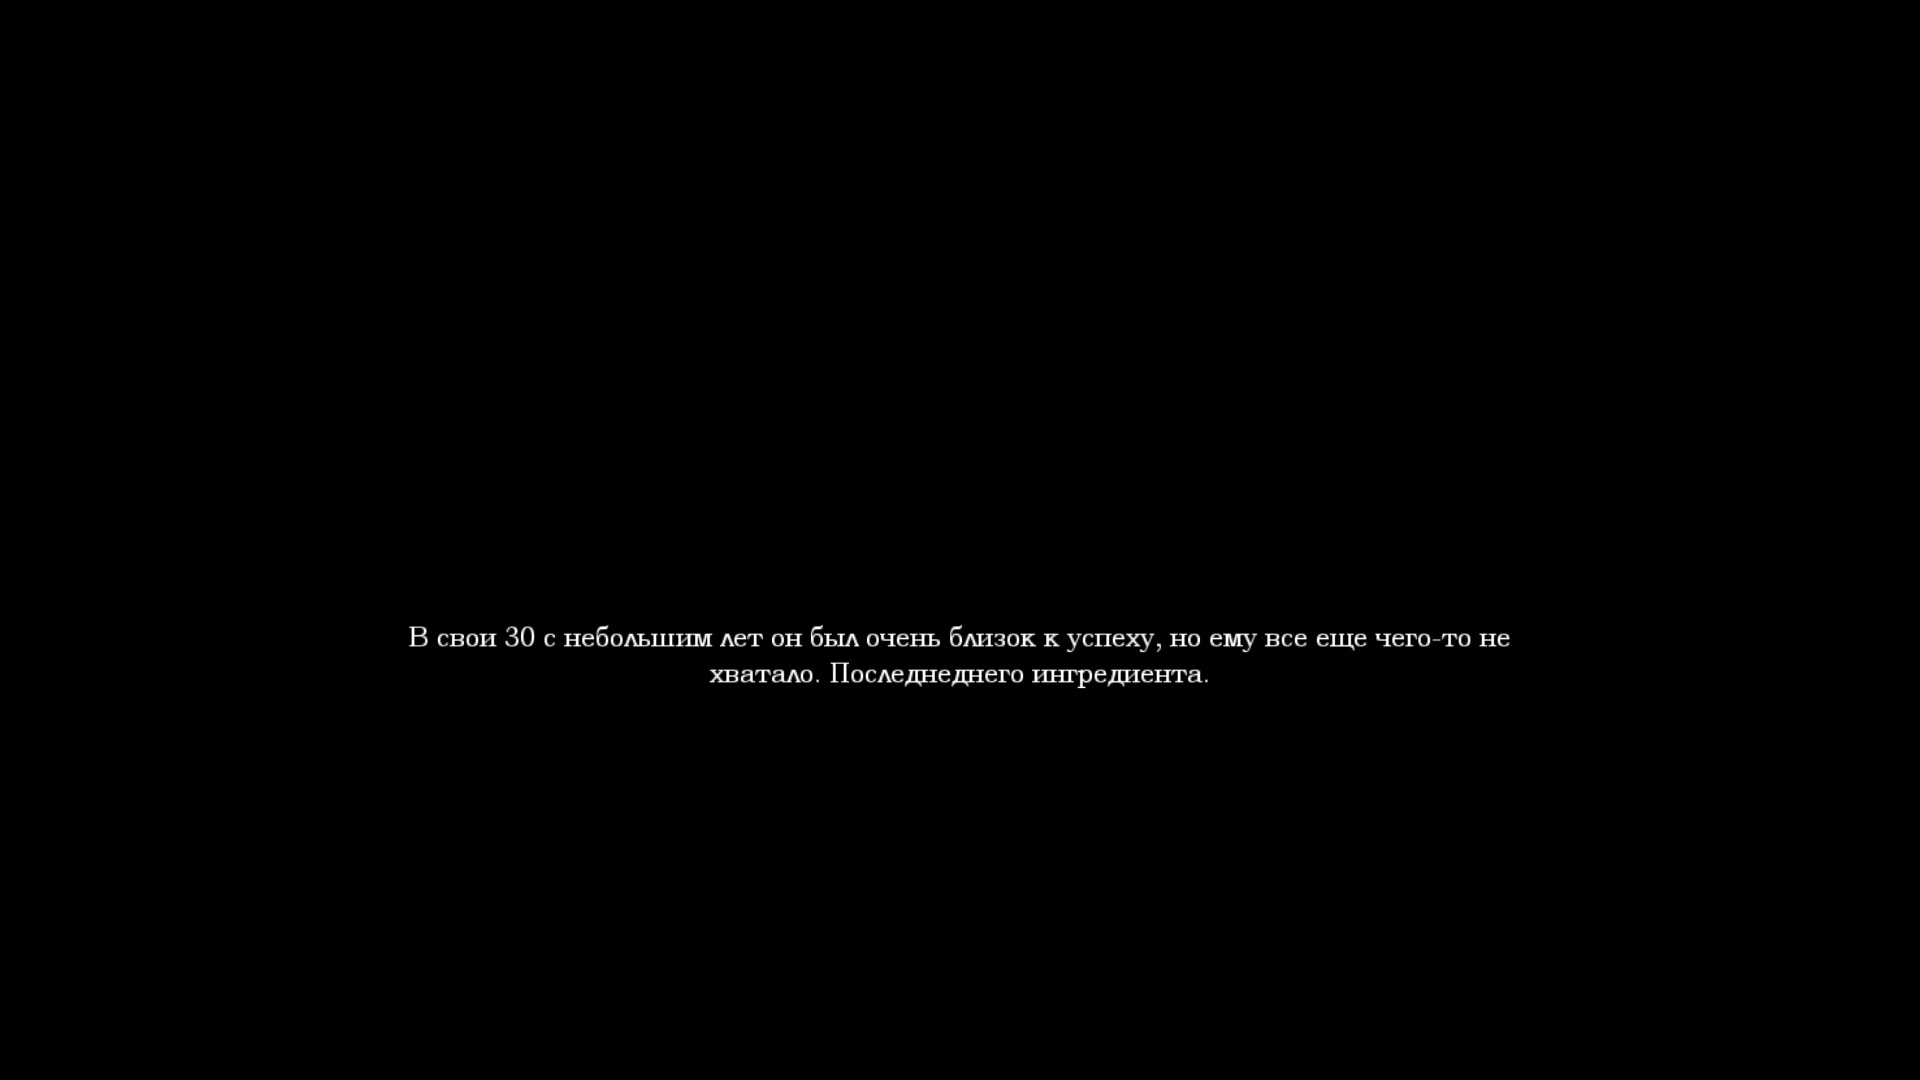 В свои 30 с небольшим лет он был очень близок к успеху, но ему все еще чего-то не
хватало. Последнеднего ингредиента.